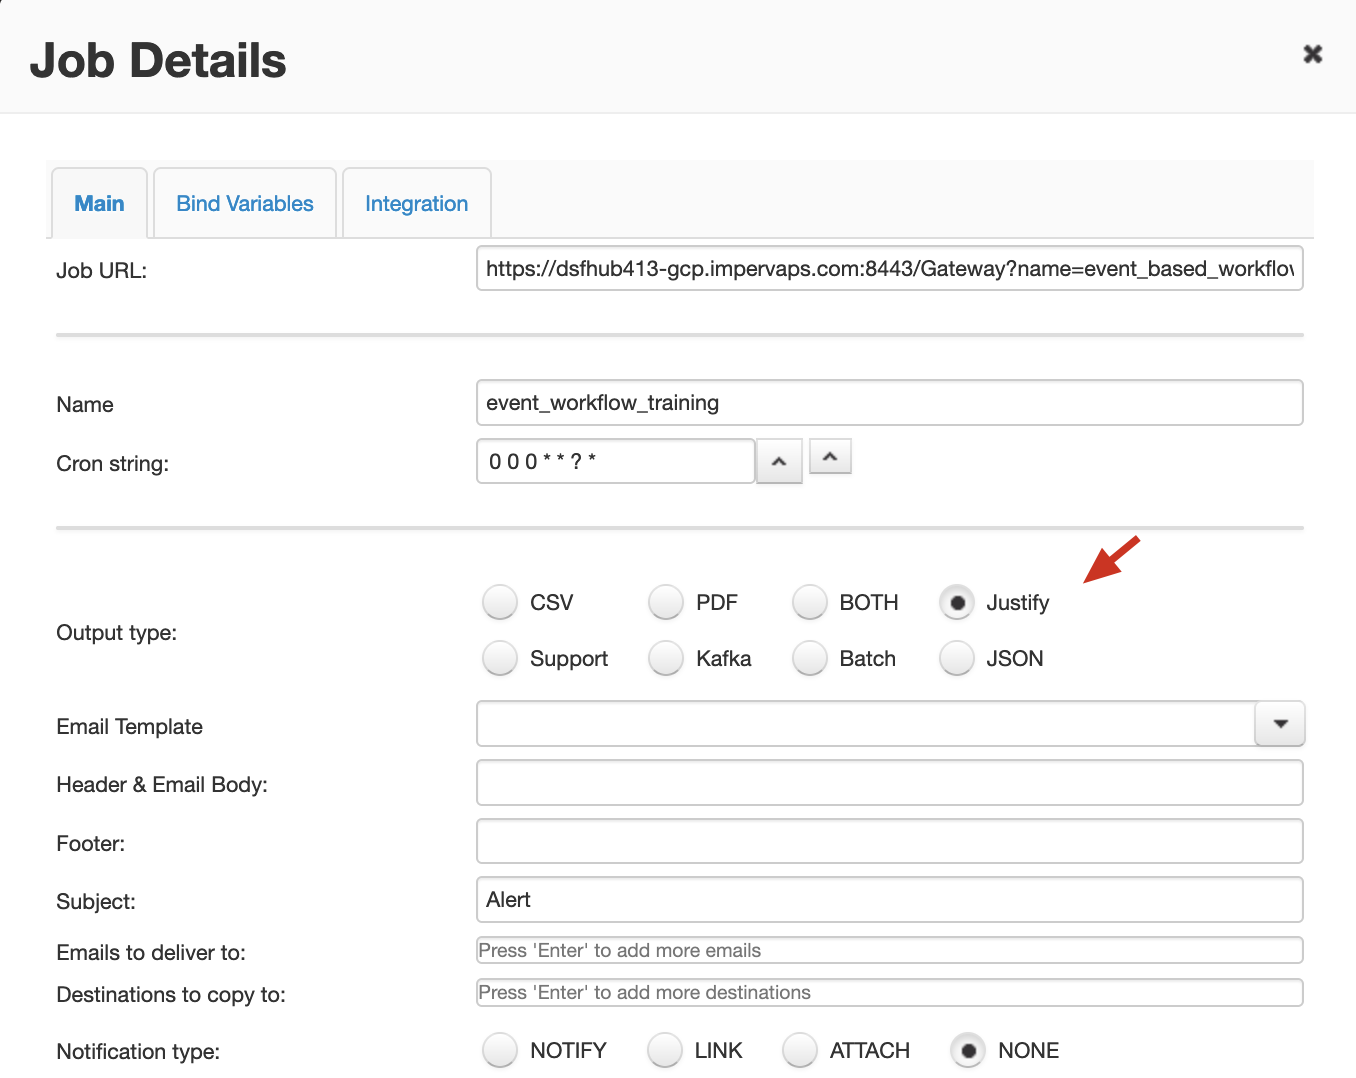 Job Details
Main Bind Variables Integration
Job URL: https://dsfhub413-gcp.impervaps.com:8443/Gateway?name=event_based_workflov
Name event_workflow_training
Cron string: 0 0 0 * * ? *
CSV PDF BOTH Justify
Output type:
Support Kafka Batch JSON
Email Template
Header & Email Body:
Footer:
Subject: Alert
Emails to deliver to: Press 'Enter' to add more emails
Destinations to copy to: Press 'Enter' to add more destinations
Notification type: NOTIFY LINK ATTACH NONE